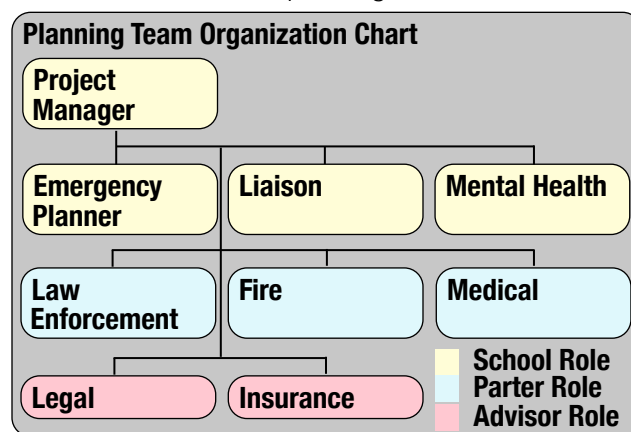 Planning Team Organization Chart
Project
Manager
Emergency
Planner
Liaison
Mental Health
Law
Enforcement
Fire
Medical
Legal
Insurance
School Role
Parter Role
Advisor Role